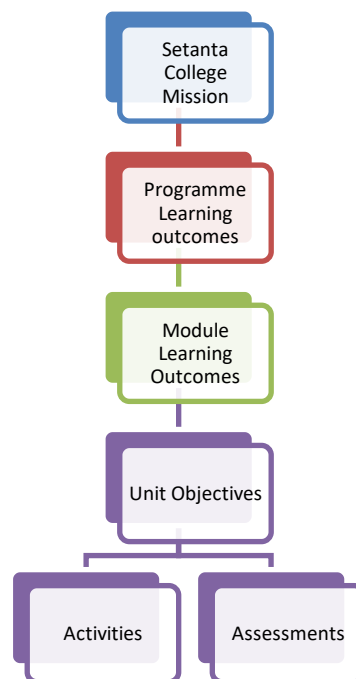 Setanta
College
Mission
Programme
Learning
outcomes
Module
Learning
Outcomes
Unit Objectives
Activities
Assessments